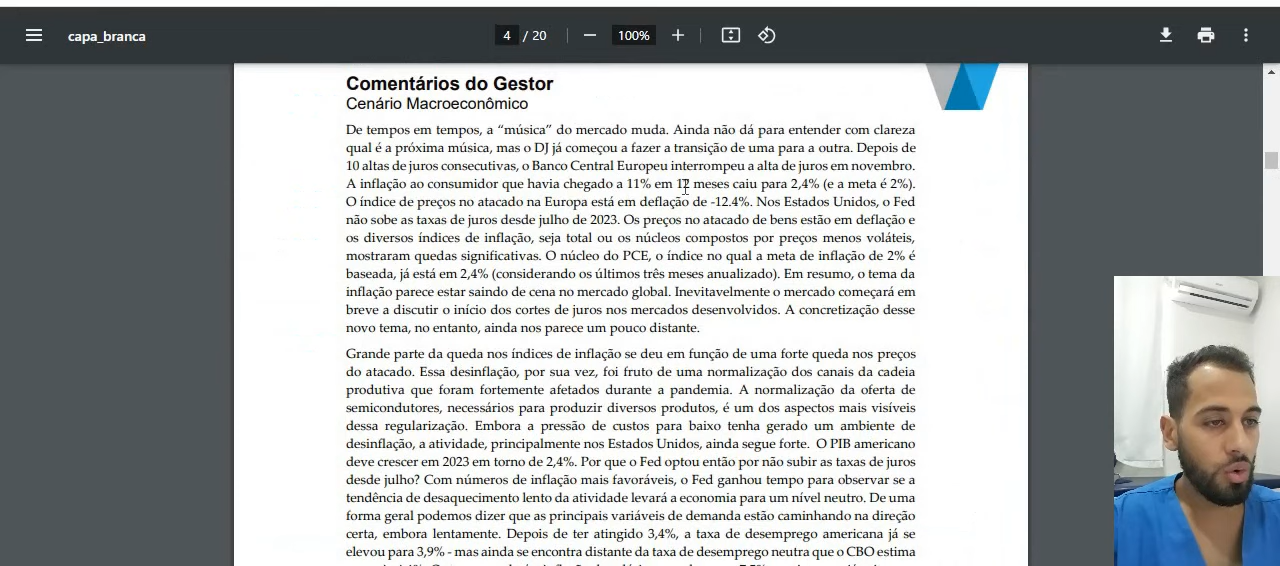 capa_branca
4 / 20
100%
Comentários do Gestor
Cenário Macroeconômico
De tempos em tempos, a “música” do mercado muda. Ainda não dá para entender com clareza
qual é a próxima música, mas o DJ já começou a fazer a transição de uma para a outra. Depois de
10 altas de juros consecutivas, o Banco Central Europeu interrompeu a alta de juros em novembro.
A inflação ao consumidor que havia chegado a 11% em 12 meses caiu para 2,4% (e a meta é 2%).
O índice de preços no atacado na Europa está em deflação de -12.4%. Nos Estados Unidos, o Fed
não sobe as taxas de juros desde julho de 2023. Os preços no atacado de bens estão em deflação e
os diversos índices de inflação, seja total ou os núcleos compostos por preços menos voláteis,
mostraram quedas significativas. O núcleo do PCE, o índice no qual a meta de inflação de 2% é
baseada, já está em 2,4% (considerando os últimos três meses anualizado). Em resumo, o tema da
inflação parece estar saindo de cena no mercado global. Inevitavelmente o mercado começará em
breve a discutir o início dos cortes de juros nos mercados desenvolvidos. A concretização desse
novo tema, no entanto, ainda nos parece um pouco distante.
Grande parte da queda nos índices de inflação se deu em função de uma forte queda nos preços
do atacado. Essa desinflação, por sua vez, foi fruto de uma normalização dos canais da cadeia
produtiva que foram fortemente afetados durante a pandemia. A normalização da oferta de
semicondutores, necessários para produzir diversos produtos, é um dos aspectos mais visíveis
dessa regularização. Embora a pressão de custos para baixo tenha gerado um ambiente de
desinflação, a atividade, principalmente nos Estados Unidos, ainda segue forte. O PIB americano
deve crescer em 2023 em torno de 2,4%. Por que o Fed optou então por não subir as taxas de juros
desde julho? Com números de inflação mais favoráveis, o Fed ganhou tempo para observar se a
tendência de desaquecimento lento da atividade levará a economia para um nível neutro. De uma
forma geral podemos dizer que as principais variáveis de demanda estão caminhando na direção
certa, embora lentamente. Depois de ter atingido 3,4%, a taxa de desemprego americana já se
elevou para 3,9% - mas ainda se encontra distante da taxa de desemprego neutra que o CBO estima